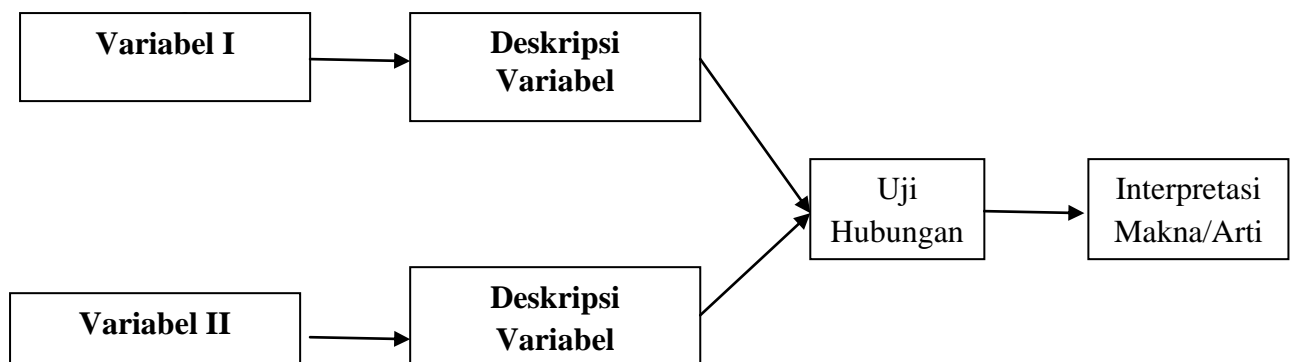 Variabel I
Deskripsi
Variabel
Uji
Hubungan
Interpretasi
Makna/Arti
Variabel II
Deskripsi
Variabel